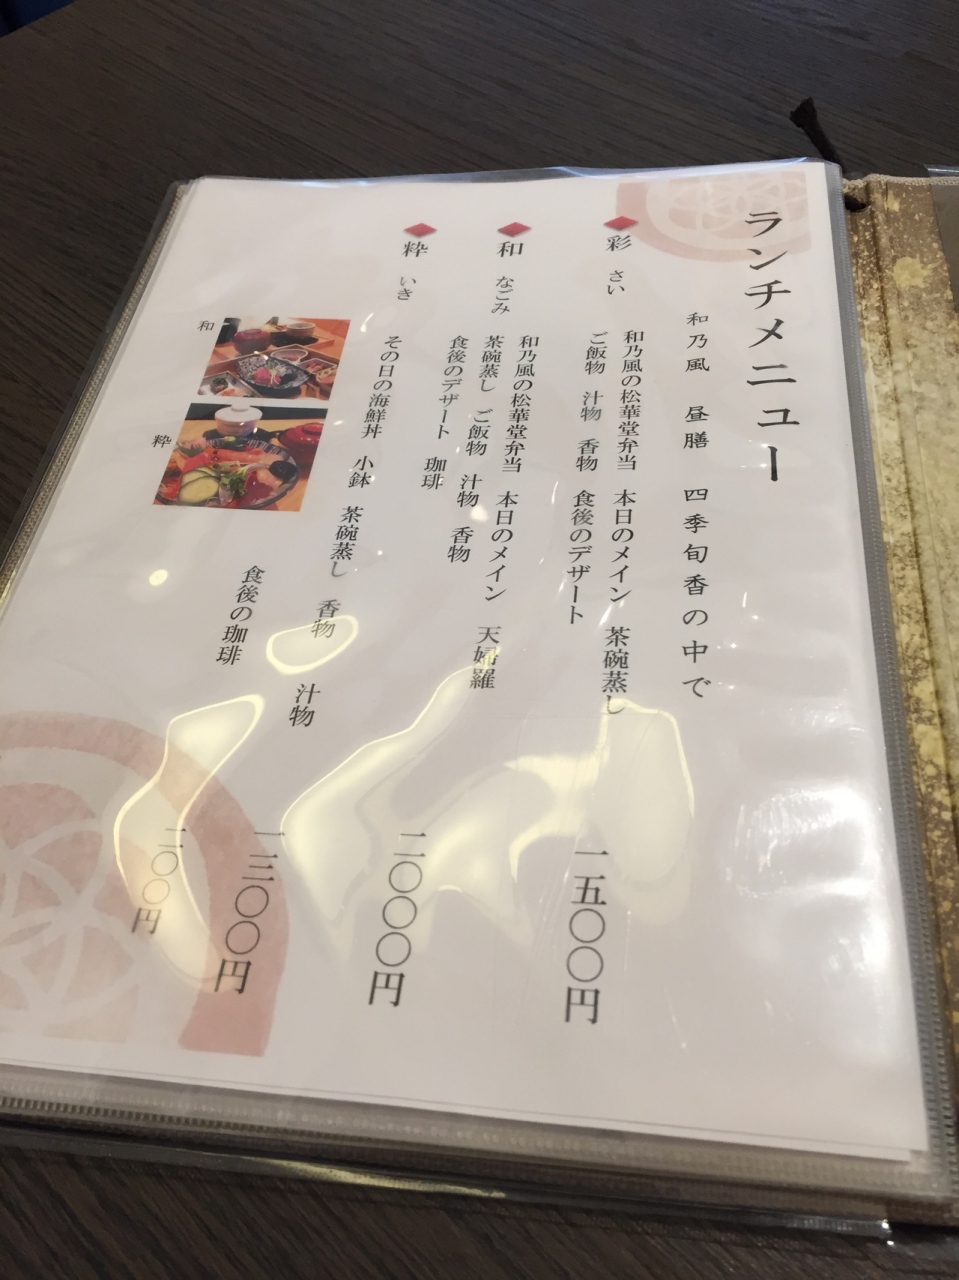 ランチメニュー
和乃風 昼膳 四季旬香の中で
彩 さい
和乃風の松華堂弁当 本日のメイン 茶碗蒸し
ご飯物 汁物 香物 食後のデザート
一五〇〇円
和 なごみ
和乃風の松華堂弁当 本日のメイン 天婦羅
茶碗蒸し ご飯物 汁物 香物
食後のデザート 珈琲
二〇〇〇円
粋 いき
その日の海鮮丼 小鉢 茶碗蒸し 香物 汁物
一三〇〇円
食後の珈琲
二〇〇円
和
粋